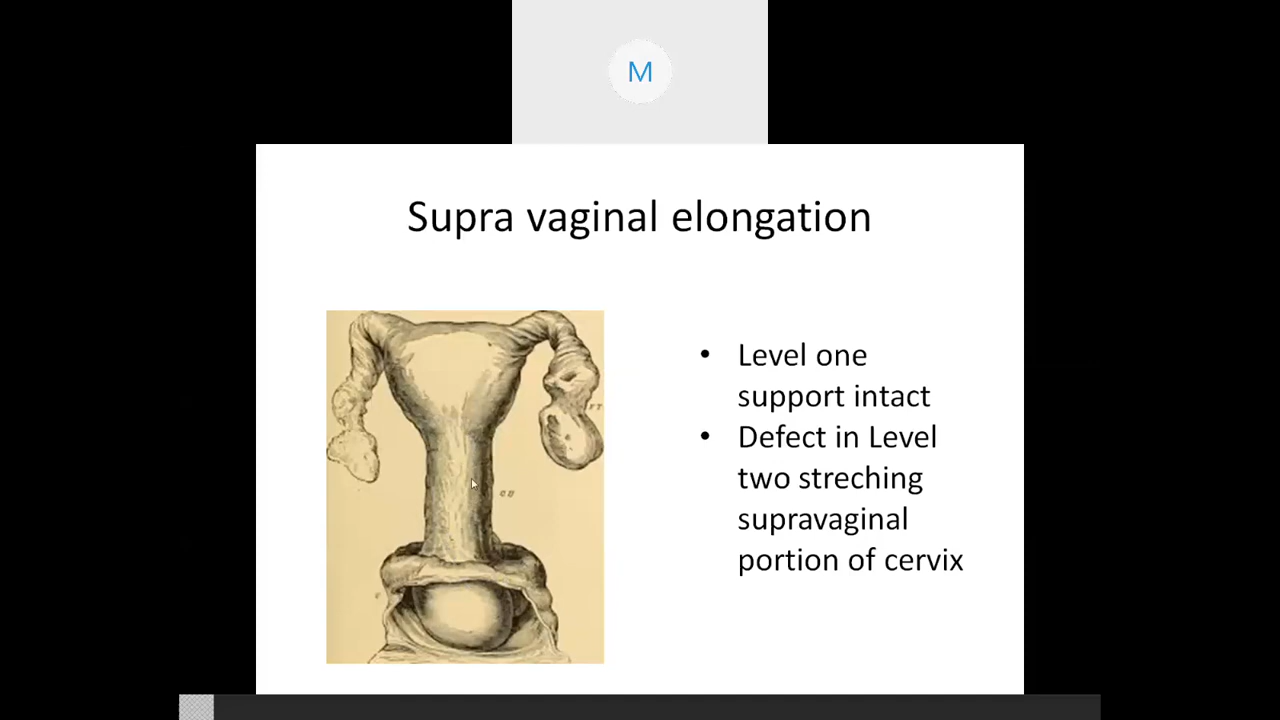 M
Supra vaginal elongation
• Level one
support intact
• Defect in Level
two streching
supravaginal
portion of cervix